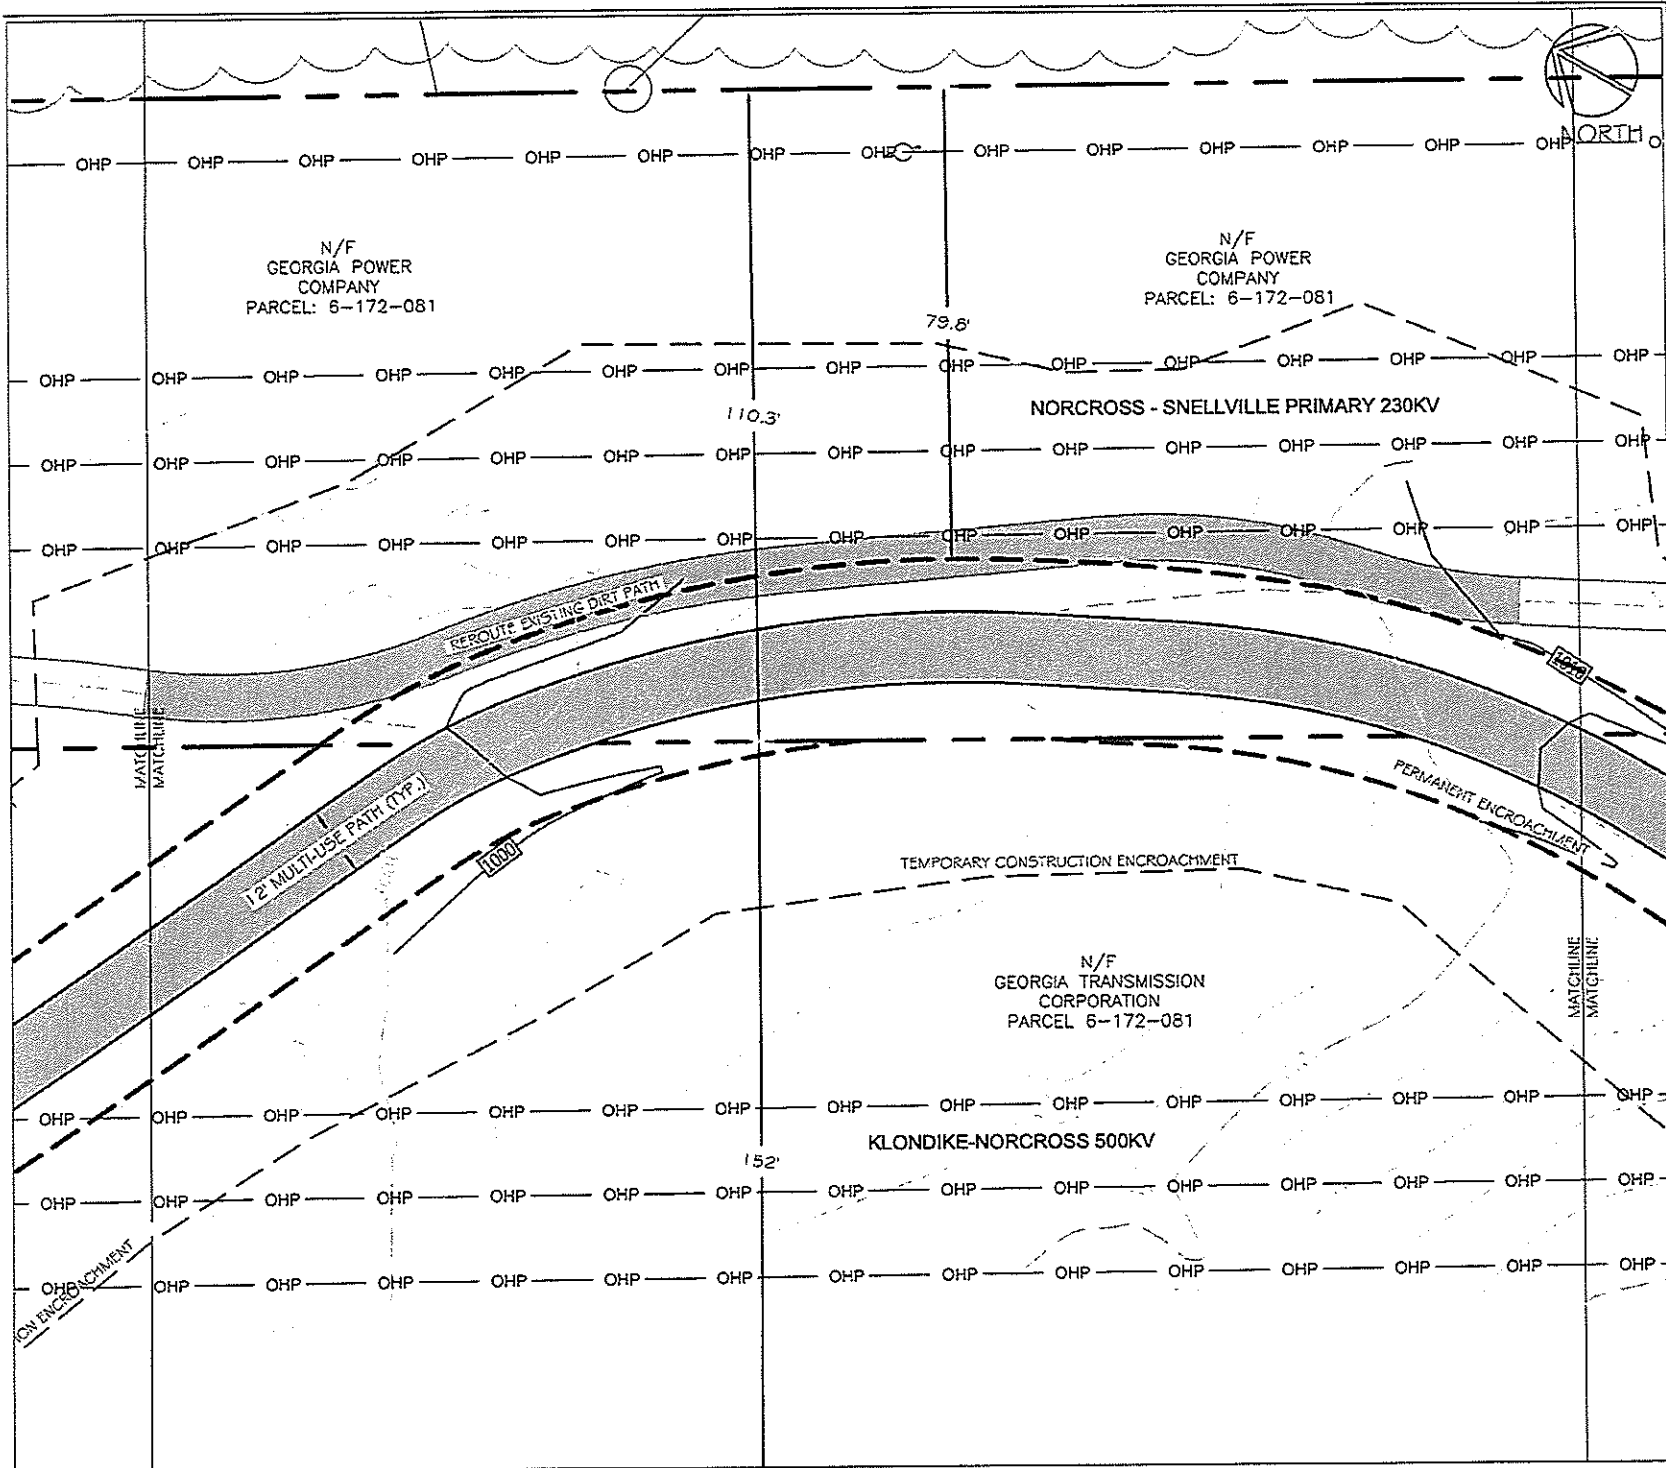 NORTH
OHP OHP OHP OHP OHP OHP OHP OHP OHP OHP OHP OHP OHP OHP O
N/F
GEORGIA POWER
COMPANY
PARCEL: 6-172-081
N/F
GEORGIA POWER
COMPANY
PARCEL: 6-172-081
79.8'
OHP OHP OHP OHP OHP OHP OHP OHP OHP OHP OHP OHP OHP OHP OHP
NORCROSS - SNELLVILLE PRIMARY 230KV
110.3'
OHP OHP OHP OHP OHP OHP OHP OHP OHP OHP OHP OHP OHP OHP OHP
OHP OHP OHP OHP OHP OHP OHP OHP OHP OHP OHP OHP OHP OHP OHP
REROUTE EXISTING DIRT PATH
MATCHLINE
MATCHLINE
12' MULTI-USE PATH (TYP.)
1000
PERMANENT ENCROACHMENT
TEMPORARY CONSTRUCTION ENCROACHMENT
N/F
GEORGIA TRANSMISSION
CORPORATION
PARCEL 6-172-081
MATCHLINE
MATCHLINE
OHP OHP OHP OHP OHP OHP OHP OHP OHP OHP OHP OHP OHP OHP OHP
KLONDIKE-NORCROSS 500KV
152'
OHP OHP OHP OHP OHP OHP OHP OHP OHP OHP OHP OHP OHP OHP OHP
OHP OHP OHP OHP OHP OHP OHP OHP OHP OHP OHP OHP OHP OHP OHP
ION ENCROACHMENT